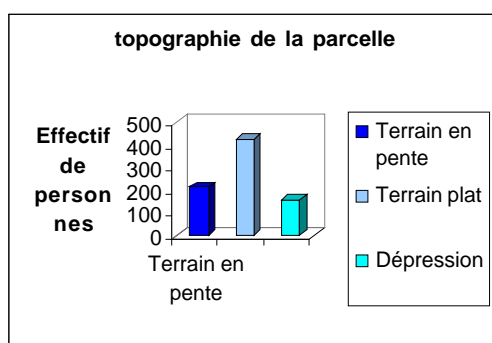 topographie de la parcelle
Effectif
de
person
nes
500
400
300
200
100
0
Terrain en
pente
Terrain en
pente
Terrain plat
Dépression